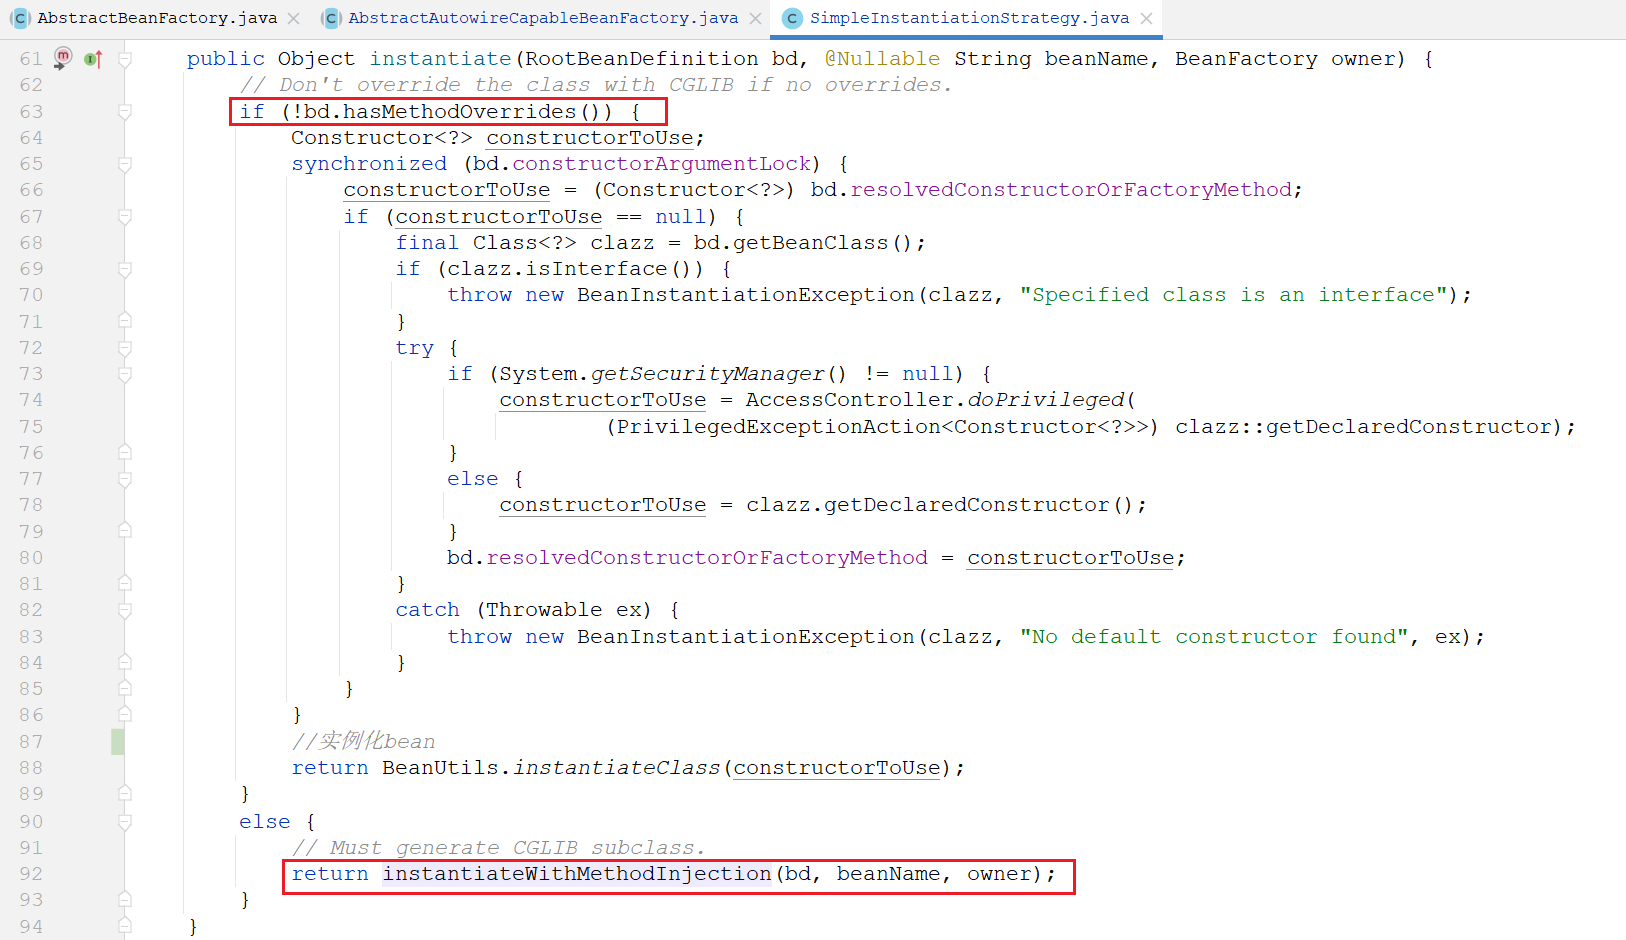 AbstractBeanFactory.java AbstractAutowireCapableBeanFactory.java SimpleInstantiationStrategy.java
61 public Object instantiate(RootBeanDefinition bd, @Nullable String beanName, BeanFactory owner) {
62 // Don't override the class with CGLIB if no overrides.
63 if (!bd.hasMethodOverrides()) {
64 Constructor<?> constructorToUse;
65 synchronized (bd.constructorArgumentLock) {
66 constructorToUse = (Constructor<?>) bd.resolvedConstructorOrFactoryMethod;
67 if (constructorToUse == null) {
68 final Class<?> clazz = bd.getBeanClass();
69 if (clazz.isInterface()) {
70 throw new BeanInstantiationException(clazz, "Specified class is an interface");
71 }
72 try {
73 if (System.getSecurityManager() != null) {
74 constructorToUse = AccessController.doPrivileged(
75 (PrivilegedExceptionAction<Constructor<?>>) clazz::getDeclaredConstructor);
76 }
77 else {
78 constructorToUse = clazz.getDeclaredConstructor();
79 }
80 bd.resolvedConstructorOrFactoryMethod = constructorToUse;
81 }
82 catch (Throwable ex) {
83 throw new BeanInstantiationException(clazz, "No default constructor found", ex);
84 }
85 }
86 }
87 //实例化bean
88 return BeanUtils.instantiateClass(constructorToUse);
89 }
90 else {
91 // Must generate CGLIB subclass.
92 return instantiateWithMethodInjection(bd, beanName, owner);
93 }
94 }